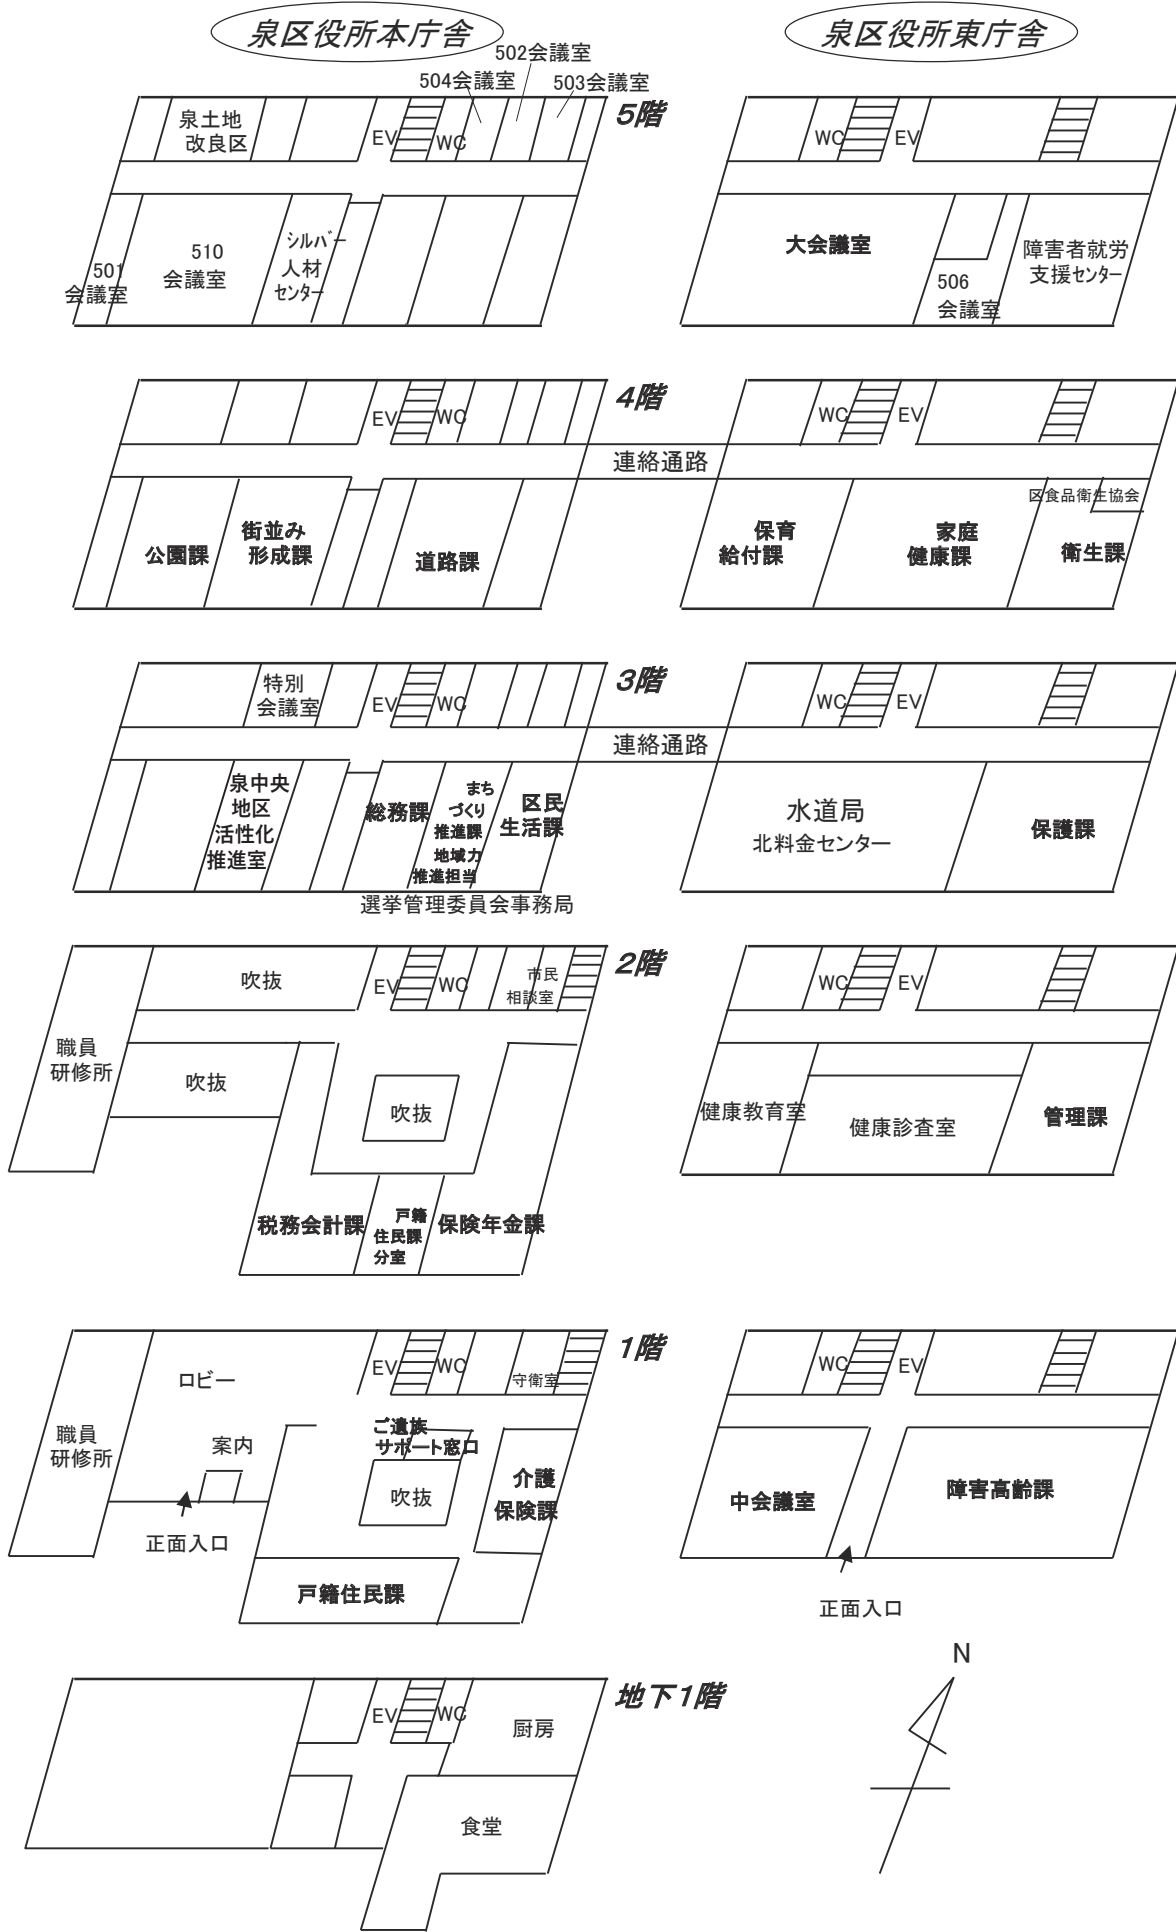 泉区役所本庁舎
泉区役所東庁舎
502会議室
504会議室
503会議室
5階
泉土地
改良区
EV
WC
WC
EV
501
会議室
510
会議室
シルバー
人材
センター
大会議室
506
会議室
障害者就労
支援センター
4階
EV
WC
WC
EV
連絡通路
公園課
街並み
形成課
道路課
保育
給付課
家庭
健康課
区食品衛生協会
衛生課
3階
特別
会議室
EV
WC
WC
EV
連絡通路
泉中央
地区
活性化
推進室
総務課
まち
づくり
推進課
地域力
推進担当
区民
生活課
選挙管理委員会事務局
水道局
北料金センター
保護課
2階
吹抜
EV
WC
市民
相談室
WC
EV
職員
研修所
吹抜
吹抜
税務会計課
戸籍
住民課
分室
保険年金課
健康教育室
健康診査室
管理課
1階
ロビー
EV
WC
守衛室
WC
EV
職員
研修所
案内
正面入口
ご遺族
サポート窓口
吹抜
介護
保険課
戸籍住民課
中会議室
障害高齢課
正面入口
地下1階
EV
WC
厨房
食堂
N